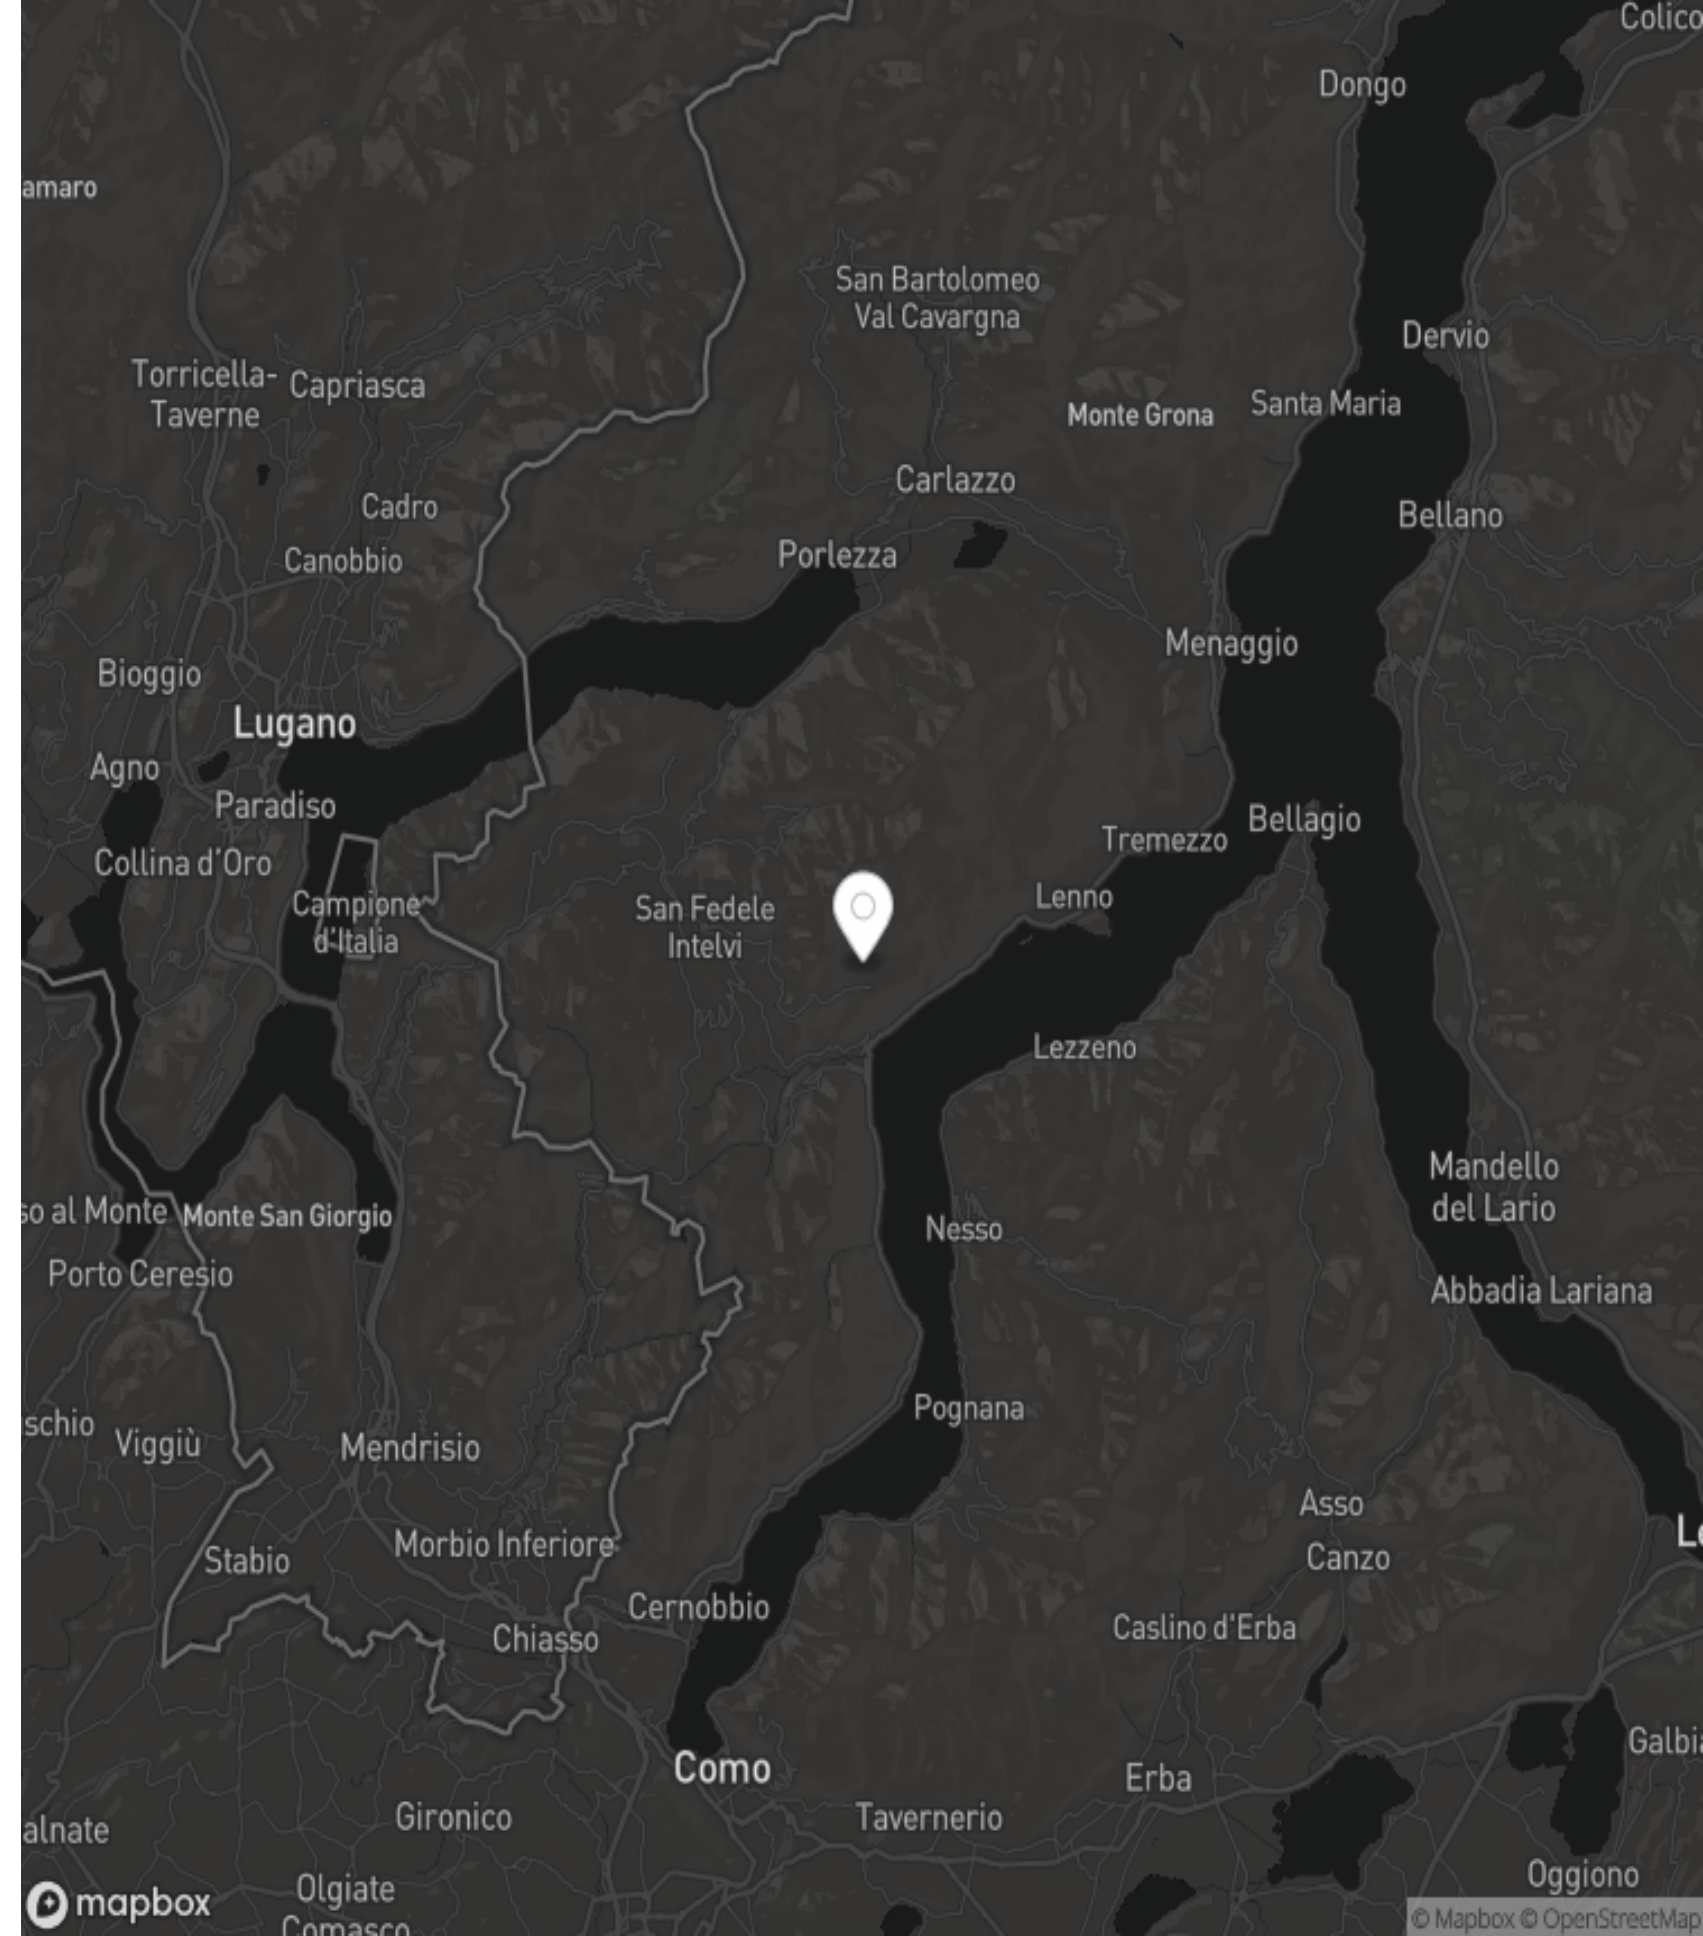 Colico
Dongo
amaro
San Bartolomeo
Val Cavargna
Dervio
Torricella-
Taverne
Capriasca
Santa Maria
Monte Grona
Carlazzo
Cadro
Bellano
Porlezza
Canobbio
Menaggio
Bioggio
Lugano
Agno
Paradiso
Bellagio
Tremezzo
Collina d'Oro
Lenno
Campione
d'Italia
San Fedele
Intelvi
Lezzeno
Mandello
del Lario
so al Monte
Monte San Giorgio
Nesso
Porto Ceresio
Abbadia Lariana
Pognana
schio
Viggiù
Mendrisio
Asso
Le
Morbio Inferiore
Stabio
Canzo
Cernobbio
Caslino d'Erba
Chiasso
Galbia
Como
Erba
Gironico
Tavernerio
alnate
Oggiono
Olgiate
Comasco
mapbox
© Mapbox © OpenStreetMap